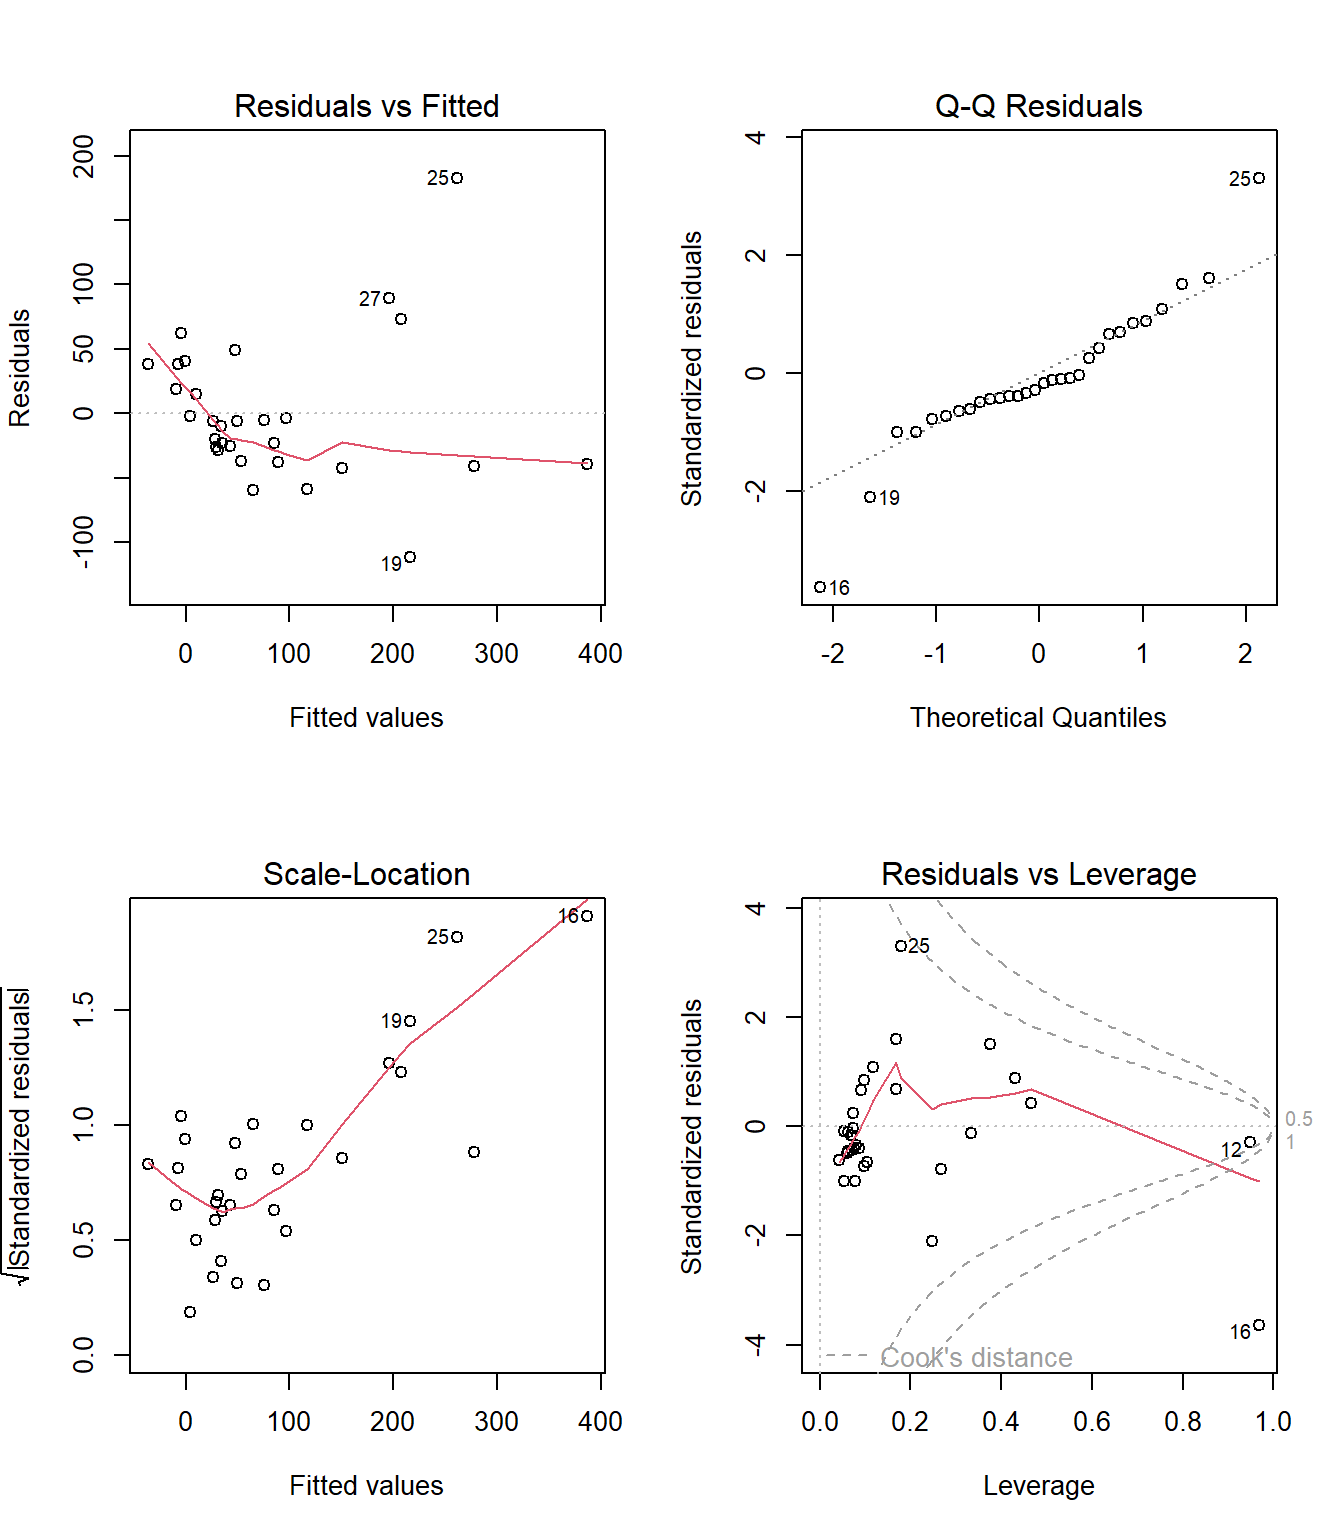 Residuals vs Fitted
Residuals
200
100
50
0
-100
25
27
19
0 100 200 300 400
Fitted values
Q-Q Residuals
Standardized residuals
4
2
0
-2
25
19
16
-2 -1 0 1 2
Theoretical Quantiles
Scale-Location
√|Standardized residuals|
1.5
1.0
0.5
0.0
16
25
19
0 100 200 300 400
Fitted values
Residuals vs Leverage
Standardized residuals
4
2
0
-2
-4
25
0.5
1
12
16
Cook's distance
0.0 0.2 0.4 0.6 0.8 1.0
Leverage